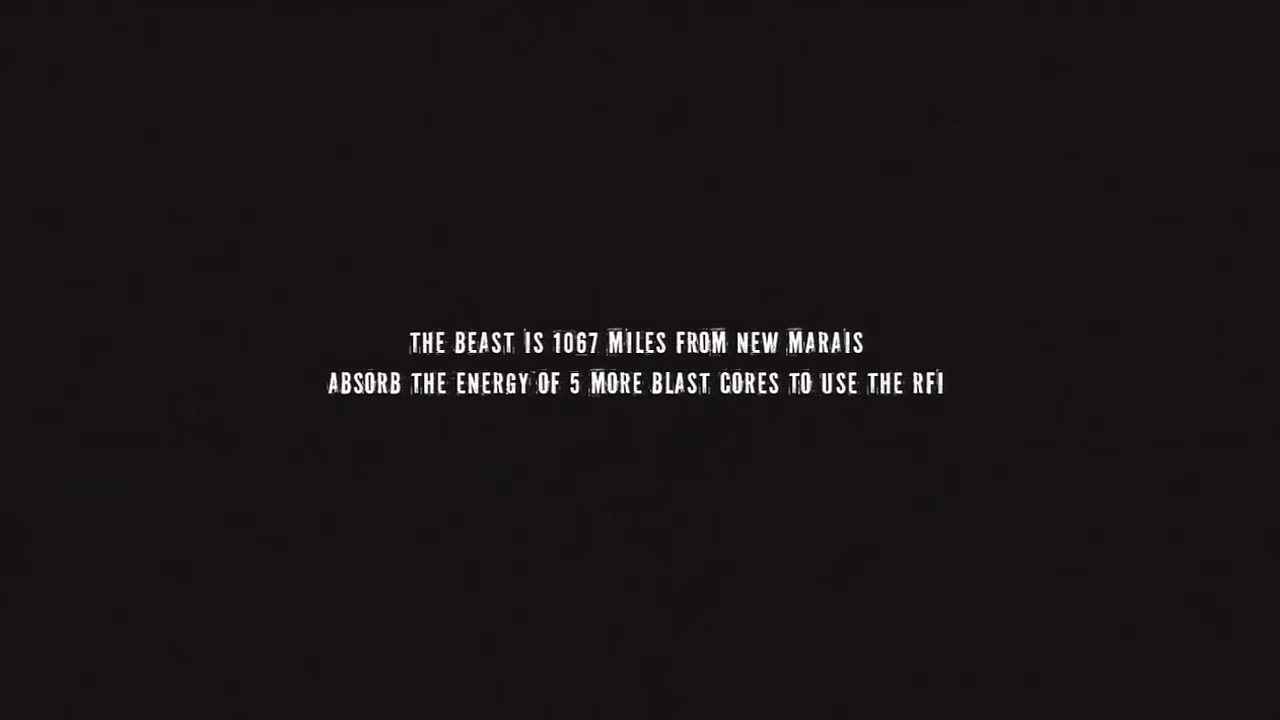 THE BEAST IS 1067 MILES FROM NEW MARAIS
ABSORB THE ENERGY OF 5 MORE BLAST CORES TO USE THE RFI